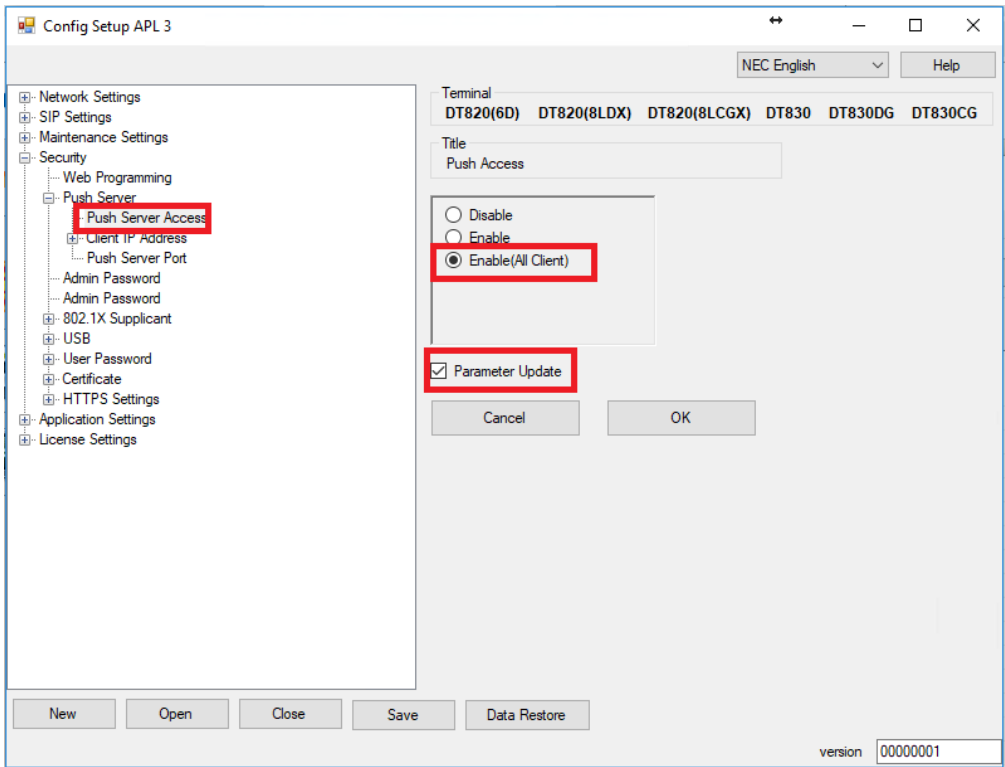 Config Setup APL 3
NEC English
Help
Network Settings
SIP Settings
Maintenance Settings
Security
Web Programming
Push Server
Push Server Access
Client IP Address
Push Server Port
Admin Password
Admin Password
802.1X Supplicant
USB
User Password
Certificate
HTTPS Settings
Application Settings
License Settings
Terminal
DT820(6D) DT820(8LDX) DT820(8LCGX) DT830 DT830DG DT830CG
Title
Push Access
Disable
Enable
Enable(All Client)
Parameter Update
Cancel
OK
New
Open
Close
Save
Data Restore
version 00000001